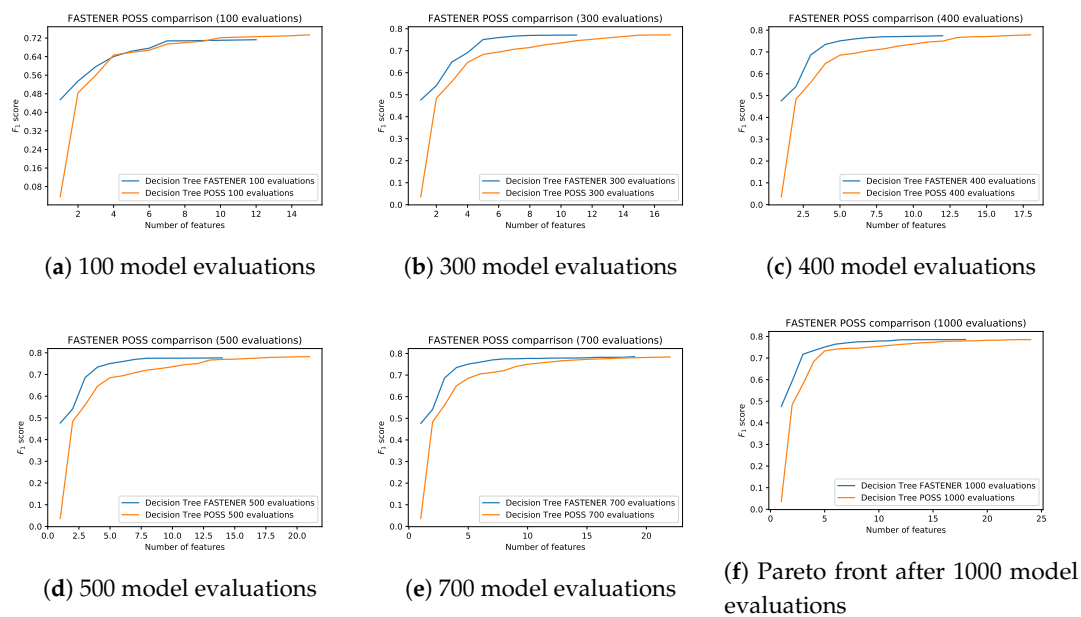 FASTENER POSS comparrison (100 evaluations)
F1 score
0.72
0.64
0.56
0.48
0.40
0.32
0.24
0.16
0.08
2 4 6 8 10 12 14
Number of features
Decision Tree FASTENER 100 evaluations
Decision Tree POSS 100 evaluations
(a) 100 model evaluations
FASTENER POSS comparison (300 evaluations)
F1 score
0.8
0.7
0.6
0.5
0.4
0.3
0.2
0.1
0.0
2 4 6 8 10 12 14 16
Number of features
Decision Tree FASTENER 300 evaluations
Decision Tree POSS 300 evaluations
(b) 300 model evaluations
FASTENER POSS comparison (400 evaluations)
F1 score
0.8
0.7
0.6
0.5
0.4
0.3
0.2
0.1
0.0
2.5 5.0 7.5 10.0 12.5 15.0 17.5
Number of features
Decision Tree FASTENER 400 evaluations
Decision Tree POSS 400 evaluations
(c) 400 model evaluations
FASTENER POSS comparison (500 evaluations)
F1 score
0.8
0.7
0.6
0.5
0.4
0.3
0.2
0.1
0.0
0.0 2.5 5.0 7.5 10.0 12.5 15.0 17.5 20.0
Number of features
Decision Tree FASTENER 500 evaluations
Decision Tree POSS 500 evaluations
(d) 500 model evaluations
FASTENER POSS comparison (700 evaluations)
F1 score
0.8
0.7
0.6
0.5
0.4
0.3
0.2
0.1
0.0
0 5 10 15 20
Number of features
Decision Tree FASTENER 700 evaluations
Decision Tree POSS 700 evaluations
(e) 700 model evaluations
FASTENER POSS comparison (1000 evaluations)
F1 score
0.8
0.7
0.6
0.5
0.4
0.3
0.2
0.1
0.0
0 5 10 15 20 25
Number of features
Decision Tree FASTENER 1000 evaluations
Decision Tree POSS 1000 evaluations
(f) Pareto front after 1000 model
evaluations